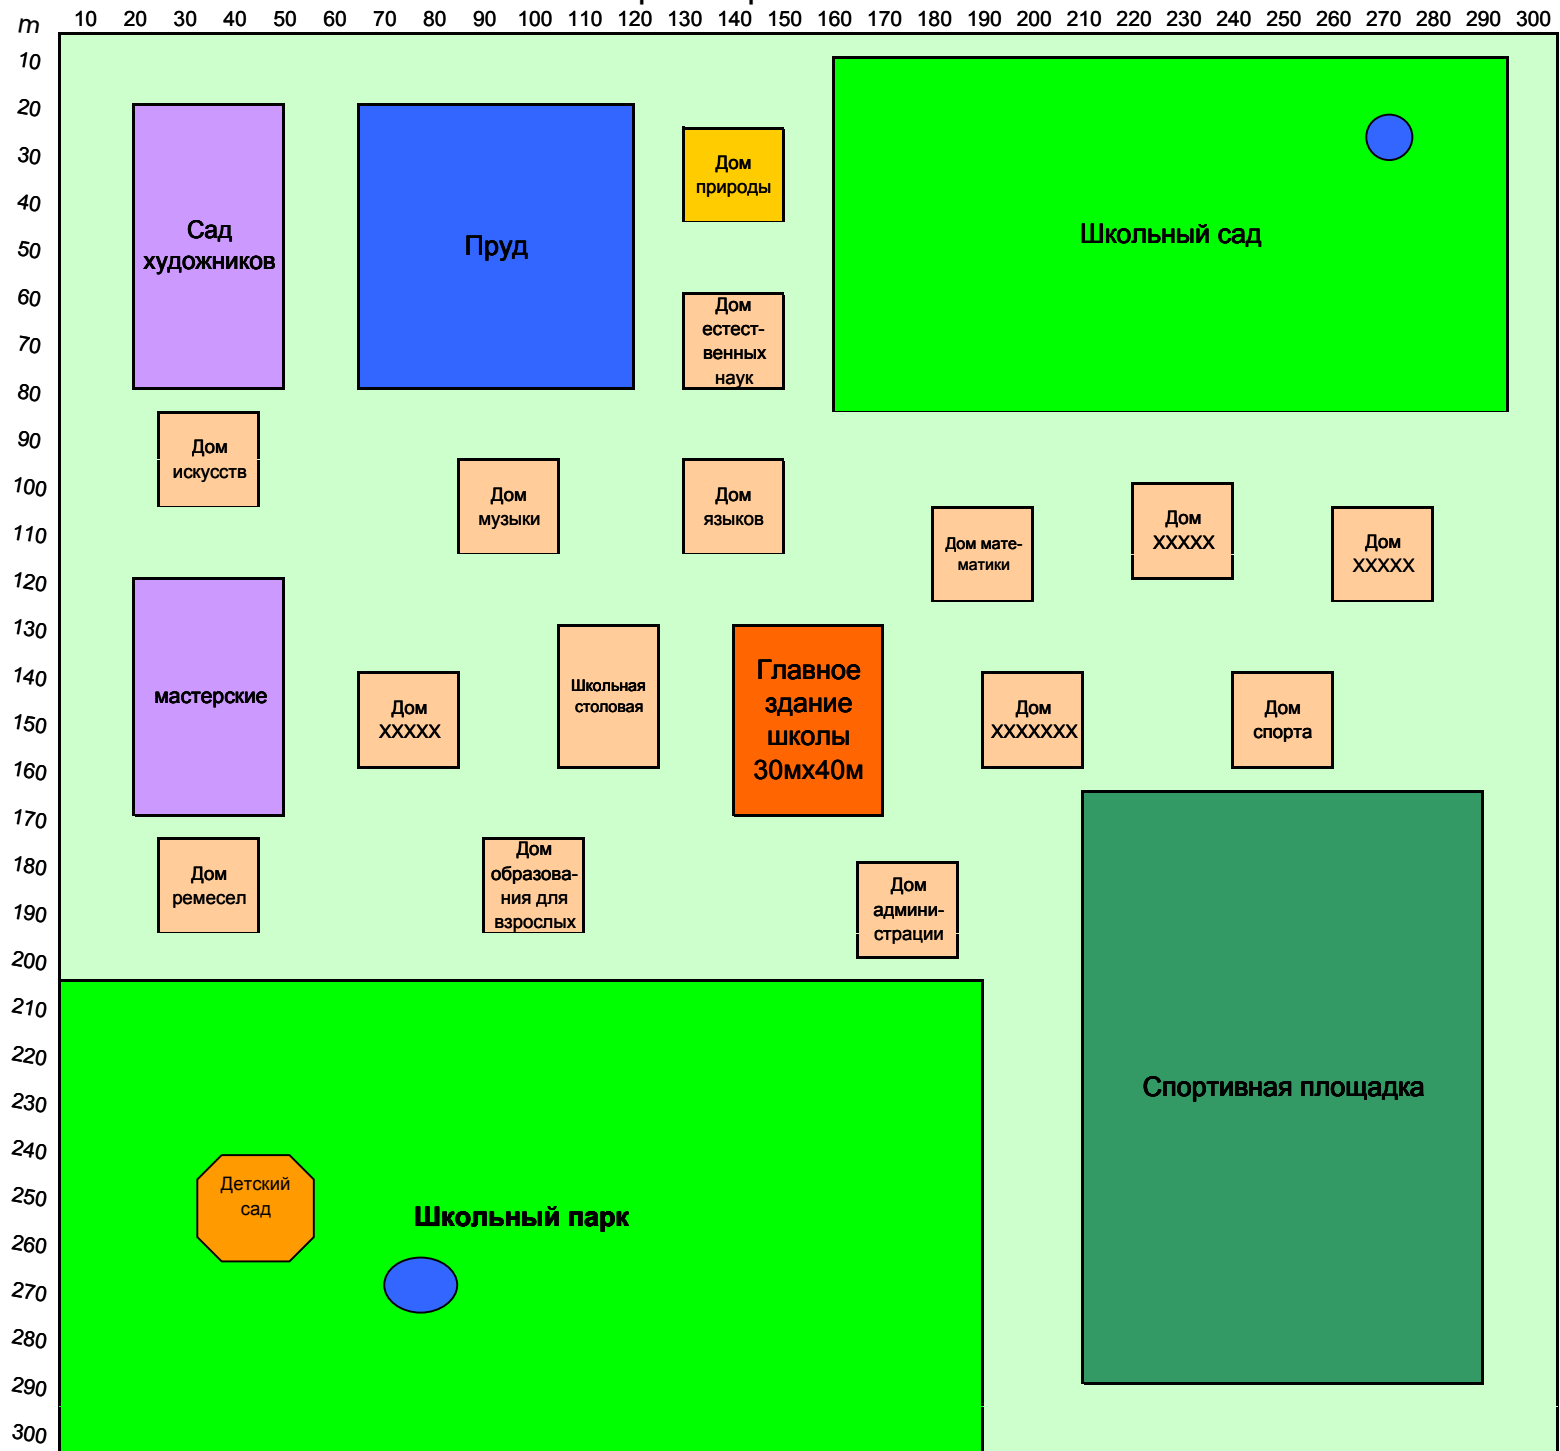 m 10 20 30 40 50 60 70 80 90 100 110 120 130 140 150 160 170 180 190 200 210 220 230 240 250 260 270 280 290 300
10
20
30
40
50
60
70
80
90
100
110
120
130
140
150
160
170
180
190
200
210
220
230
240
250
260
270
280
290
300
Сад
художников
Пруд
Дом
природы
Школьный сад
Дом
естест-
венных
наук
Дом
искусств
Дом
музыки
Дом
языков
Дом мате-
матики
Дом
XXXXX
Дом
XXXXX
мастерские
Дом
XXXXX
Школьная
столовая
Главное
здание
школы
30мх40м
Дом
XXXXXXX
Дом
спорта
Дом
ремесел
Дом
образова-
ния для
взрослых
Дом
админи-
страции
Спортивная площадка
Детский
сад
Школьный парк